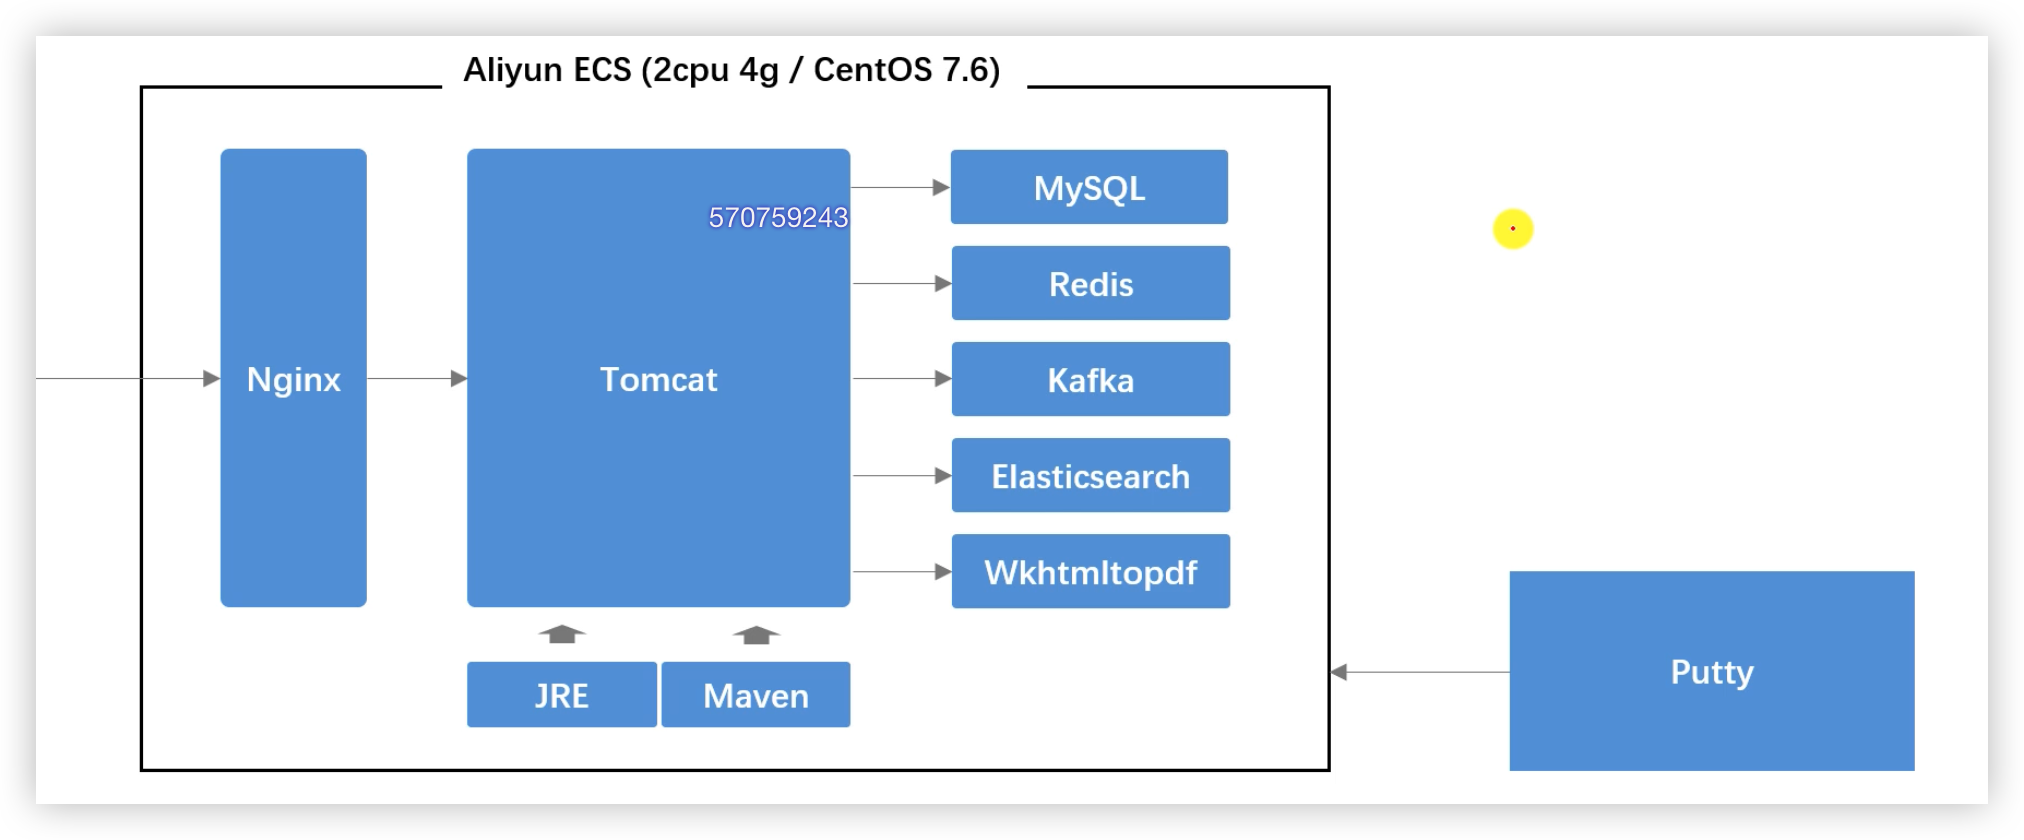 Aliyun ECS (2cpu 4g / CentOS 7.6)
Nginx
Tomcat
570759243
MySQL
Redis
Kafka
Elasticsearch
Wkhtmltopdf
JRE
Maven
Putty